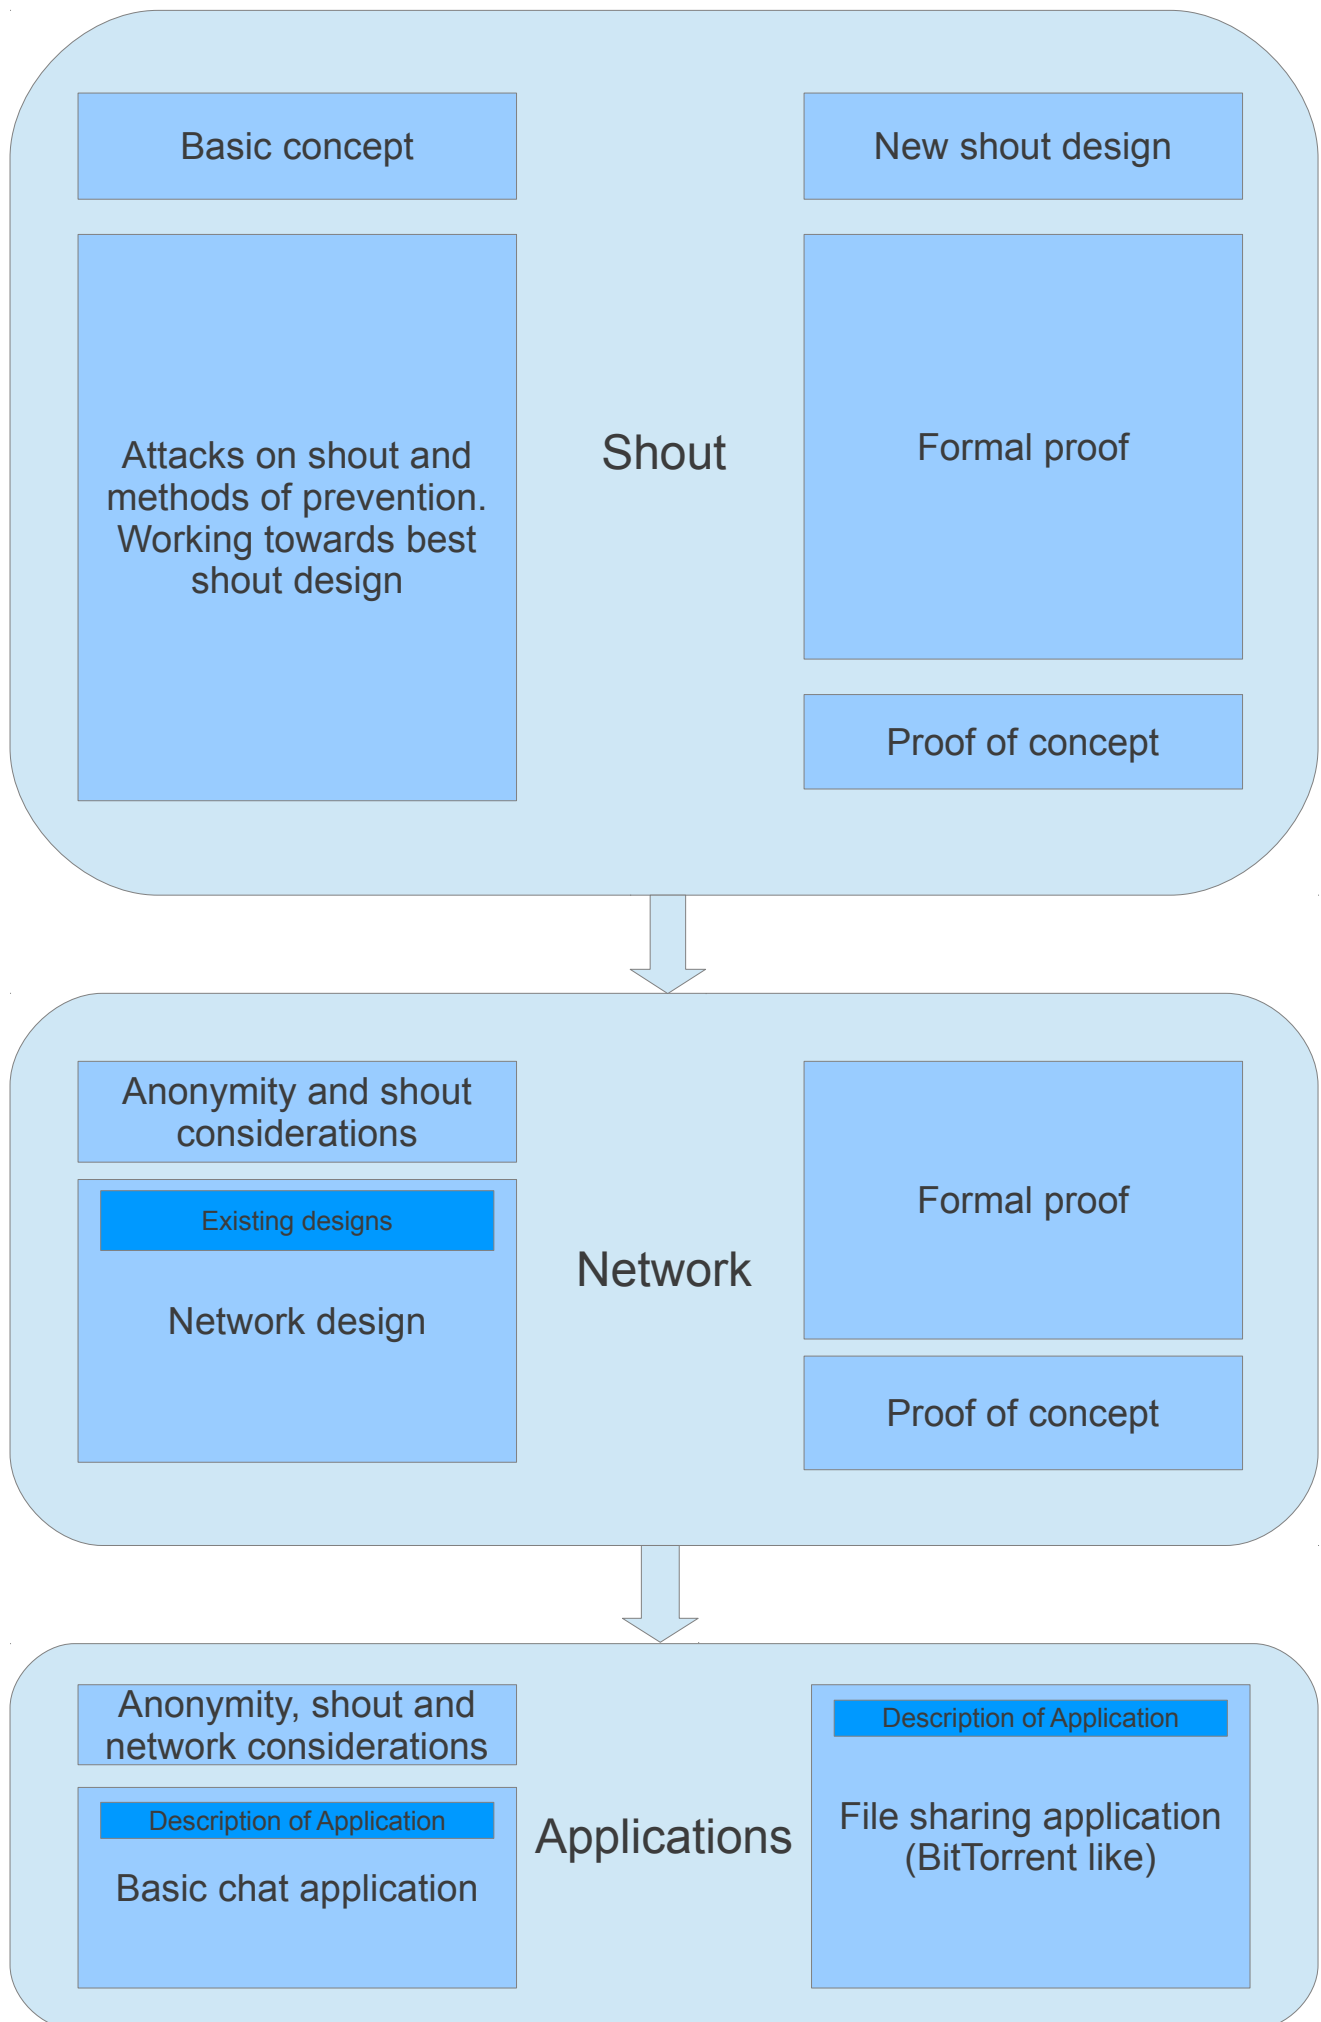 Basic concept
New shout design
Attacks on shout and
methods of prevention.
Working towards best
shout design
Shout
Formal proof
Proof of concept
Anonymity and shout
considerations
Existing designs
Network design
Network
Formal proof
Proof of concept
Anonymity, shout and
network considerations
Description of Application
Basic chat application
Applications
Description of Application
File sharing application
(BitTorrent like)